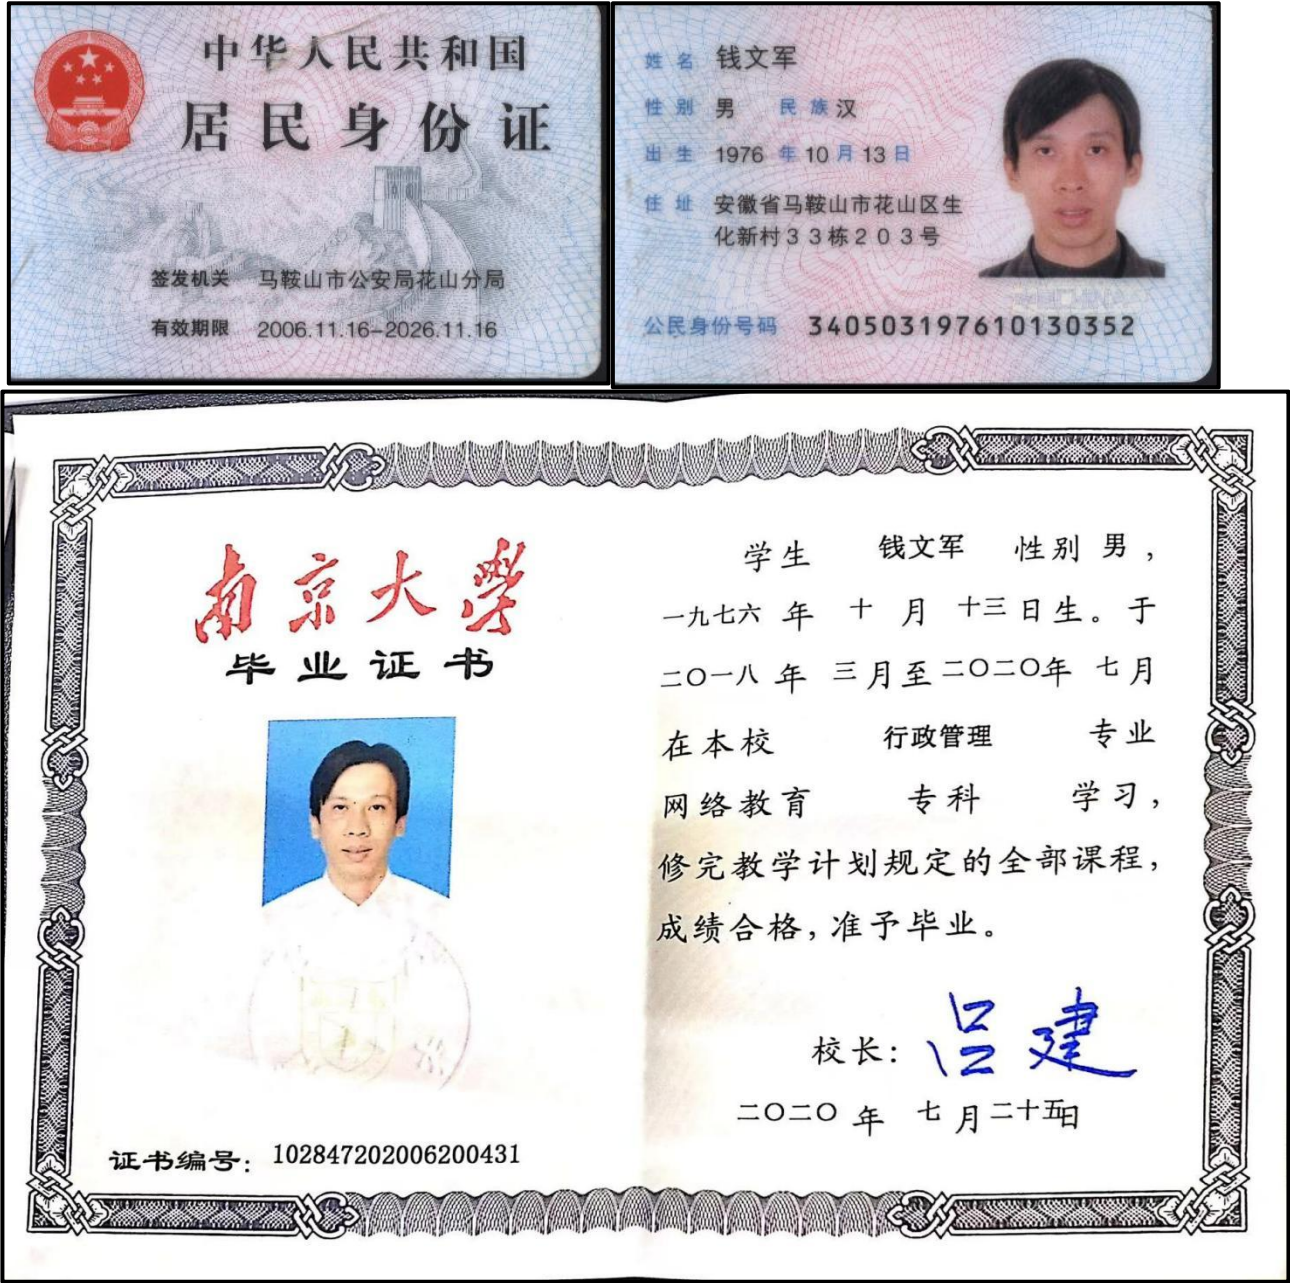 中华人民共和国
居民身份证
签发机关 马鞍山市公安局花山分局
有效期限 2006.11.16-2026.11.16
姓名 钱文军
性别 男 民族 汉
出生 1976 年 10 月 13 日
住址 安徽省马鞍山市花山区生
化新村33栋203号
公民身份号码 340503197610130352
南京大学
毕业证书
证书编号: 102847202006200431
学生 钱文军 性别 男,
一九七六 年 十 月 十三 日生。于
二〇一八 年 三月至二〇二〇年 七月
在本校 行政管理 专业
网络教育 专科 学习,
修完教学计划规定的全部课程,
成绩合格,准予毕业。
校长: 吕建
二〇二〇 年 七月二十五日